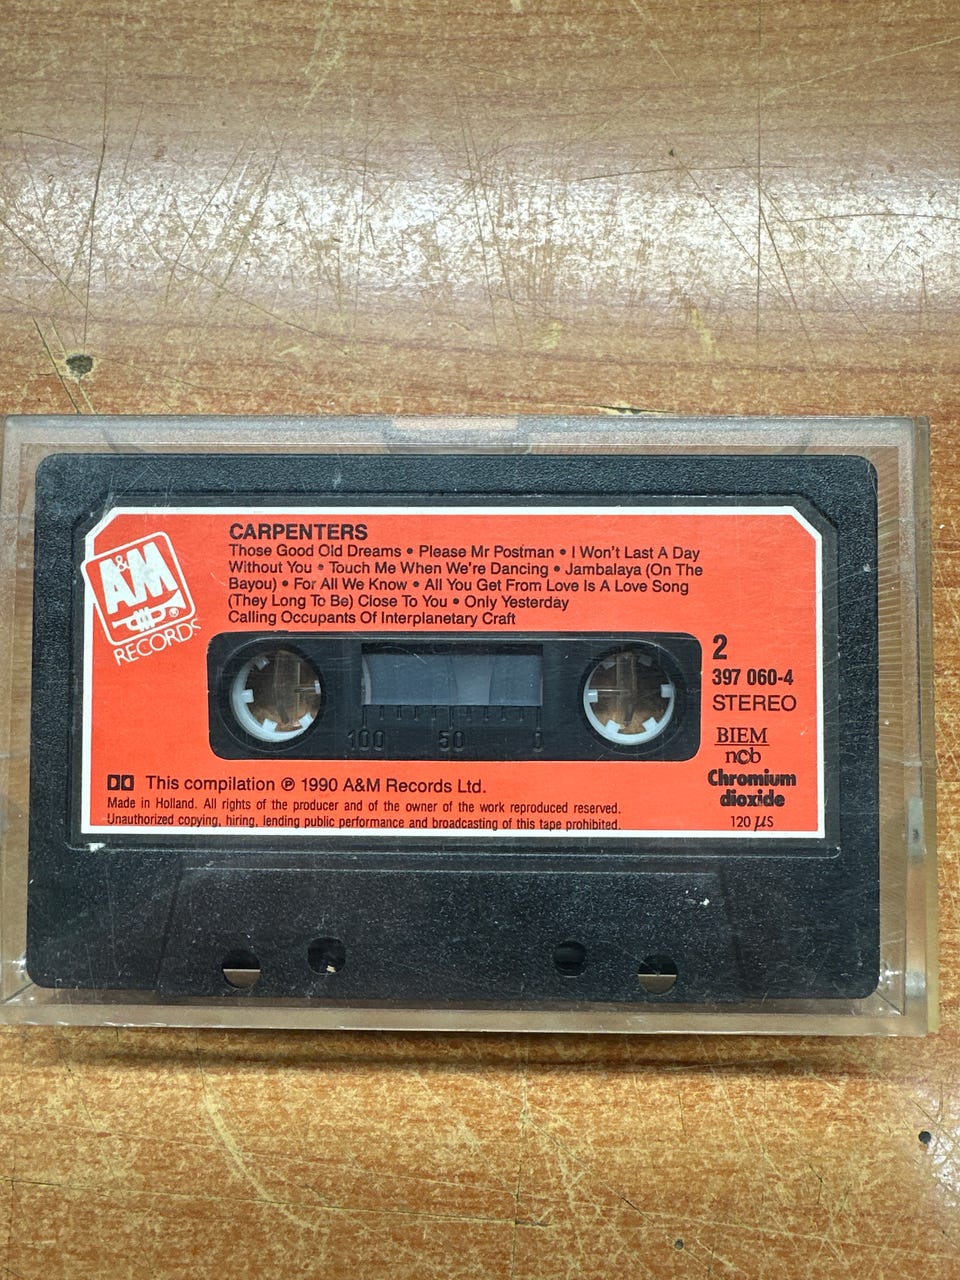 CARPENTERS
Those Good Old Dreams • Please Mr Postman • I Won't Last A Day
Without You • Touch Me When We're Dancing • Jambalaya (On The
Bayou) • For All We Know • All You Get From Love Is A Love Song
(They Long To Be) Close To You • Only Yesterday
Calling Occupants Of Interplanetary Craft
A&M
®
RECORDS
2
397 060-4
STEREO
100 50 0
BIEM
ncb
Chromium
dioxide
120 µS
This compilation ℗ 1990 A&M Records Ltd.
Made in Holland. All rights of the producer and of the owner of the work reproduced reserved.
Unauthorized copying, hiring, lending public performance and broadcasting of this tape prohibited.